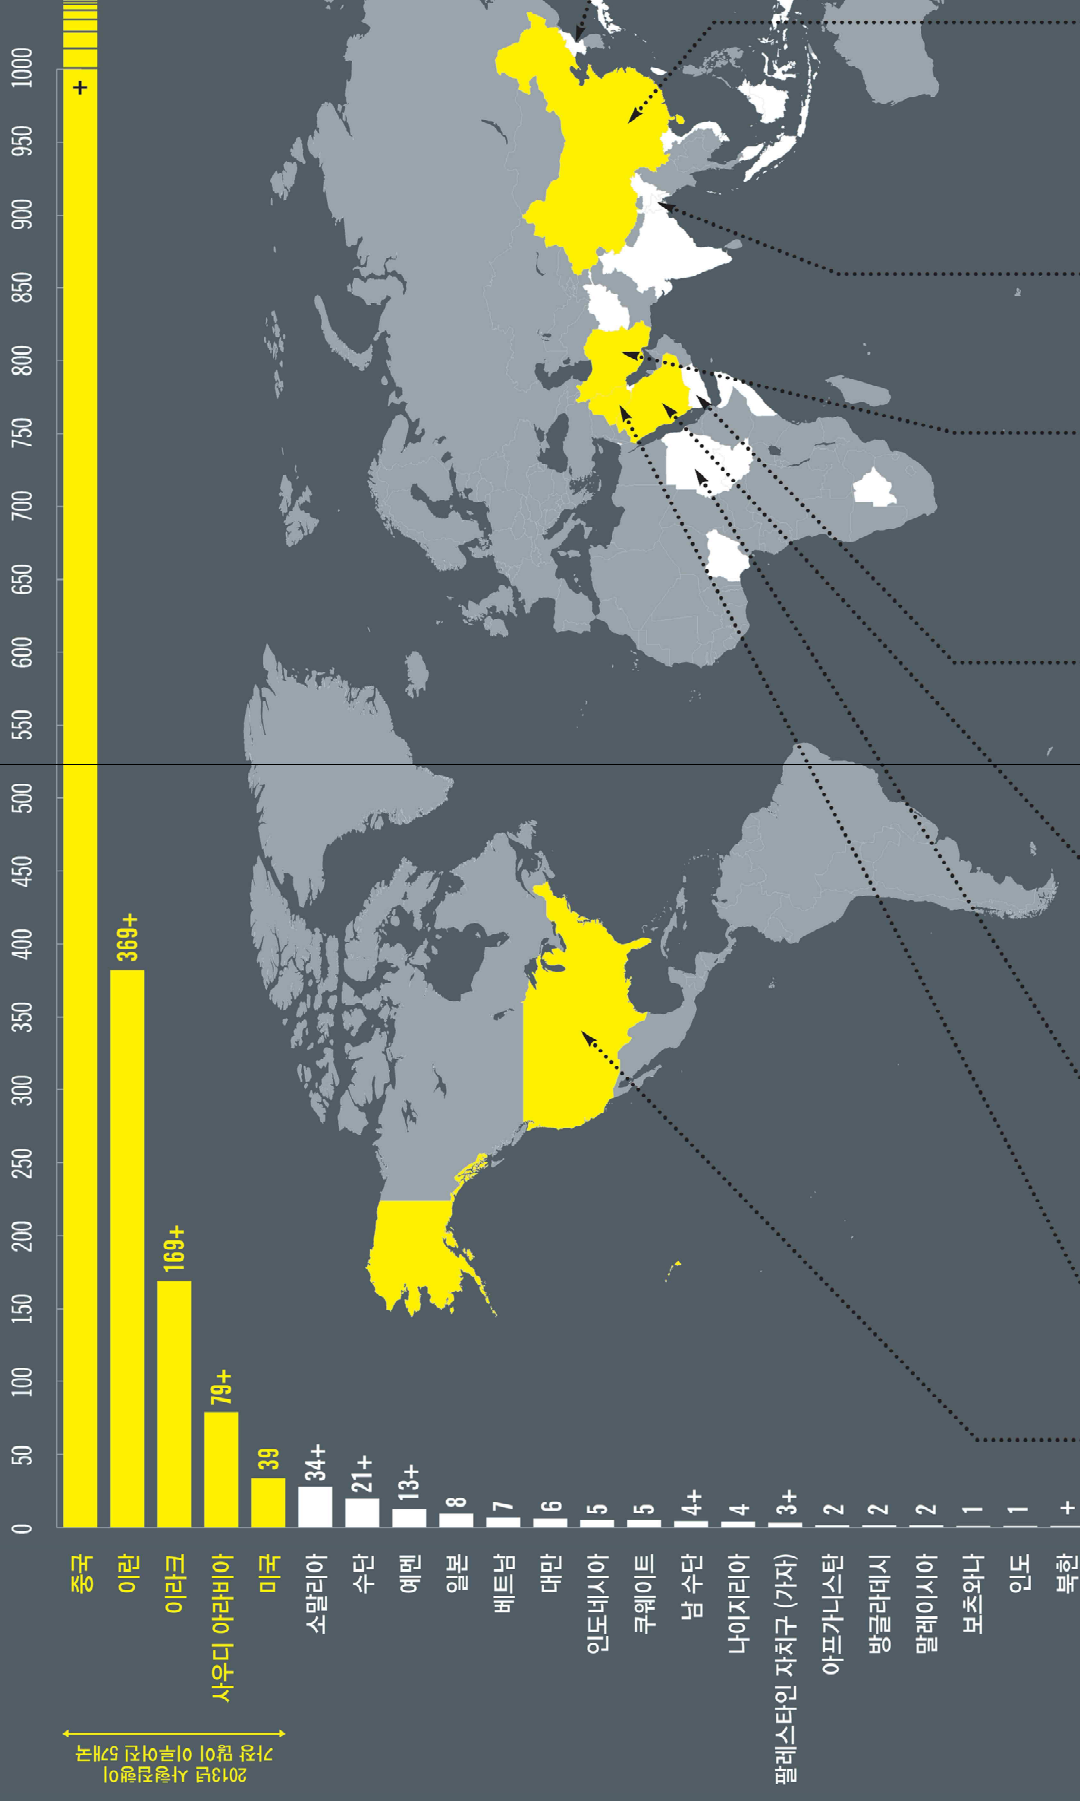 2013년 사형집행이
가장 많이 이루어진 5개국
중국 +
이란 369+
이라크 169+
사우디 아라비아 79+
미국 39
소말리아 34+
수단 21+
예멘 13+
일본 8
베트남 7
대만 6
인도네시아 5
쿠웨이트 5
남 수단 4+
나이지리아 4
팔레스타인 자치구 (가자) 3+
아프가니스탄 2
방글라데시 2
말레이시아 2
보츠와나 1
인도 1
북한 +
0 50 100 150 200 250 300 350 400 450 500 550 600 650 700 750 800 850 900 950 1000